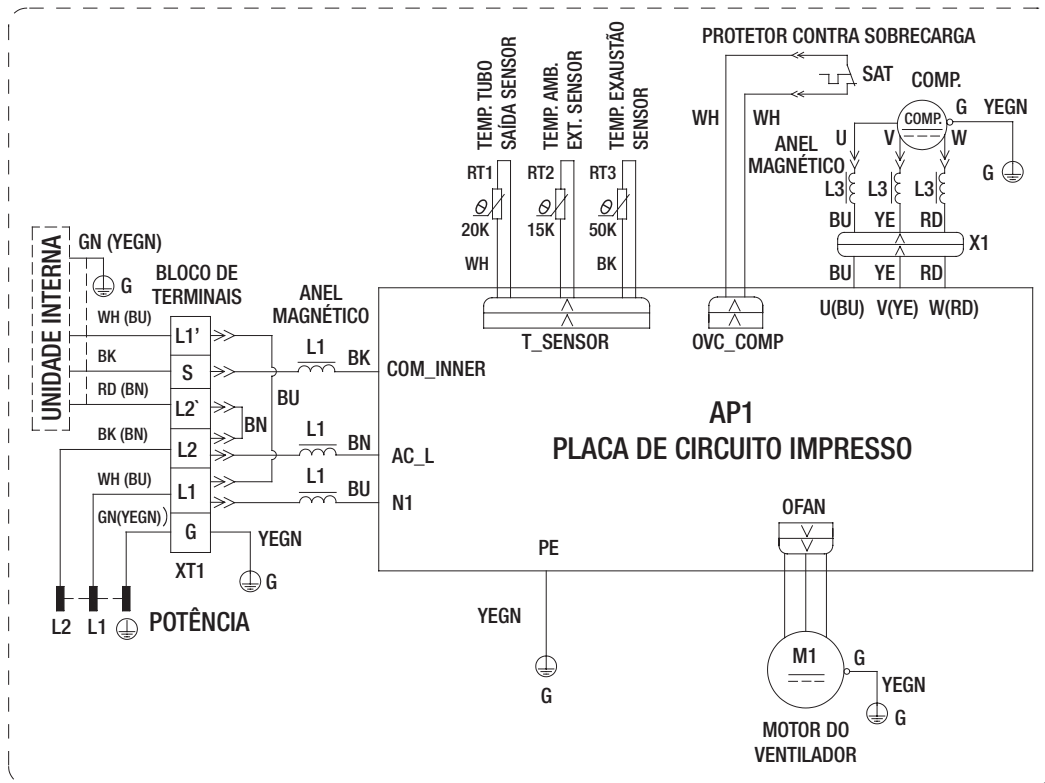 PROTETOR CONTRA SOBRECARGA
SAT
COMP.
COMP.
G
YEGN
G
WH
WH
ANEL
MAGNÉTICO
U
V
W
L3
L3
L3
BU
YE
RD
X1
BU
YE
RD
U(BU)
V(YE)
W(RD)
TEMP. TUBO
SAÍDA SENSOR
TEMP. AMB.
EXT. SENSOR
TEMP. EXAUSTÃO
SENSOR
RT1
RT2
RT3
θ
θ
θ
20K
15K
50K
WH
BK
T_SENSOR
OVC_COMP
UNIDADE INTERNA
GN (YEGN)
G
BLOCO DE
TERMINAIS
ANEL
MAGNÉTICO
WH (BU)
L1’
BK
S
L1
BK
COM_INNER
RD (BN)
L2`
BU
BN
BK (BN)
L2
L1
BN
AC_L
WH (BU)
L1
L1
BU
N1
GN(YEGN))
G
YEGN
G
XT1
L2
L1
POTÊNCIA
AP1
PLACA DE CIRCUITO IMPRESSO
PE
YEGN
G
OFAN
M1
G
YEGN
G
MOTOR DO
VENTILADOR